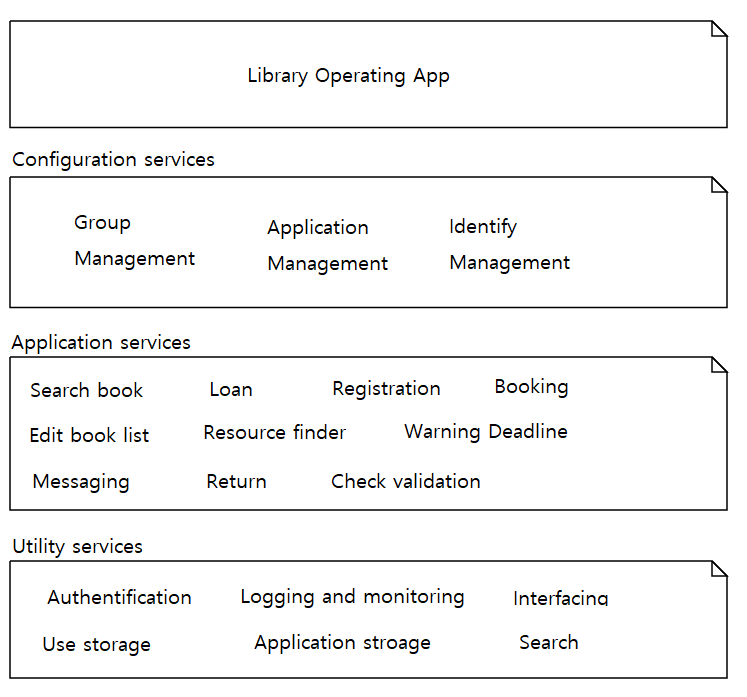 Library Operating App
Configuration services
Group
Management
Application
Management
Identify
Management
Application services
Search book
Loan
Registration
Booking
Edit book list
Resource finder
Warning Deadline
Messaging
Return
Check validation
Utility services
Authentification
Logging and monitoring
Interfacing
Use storage
Application stroage
Search